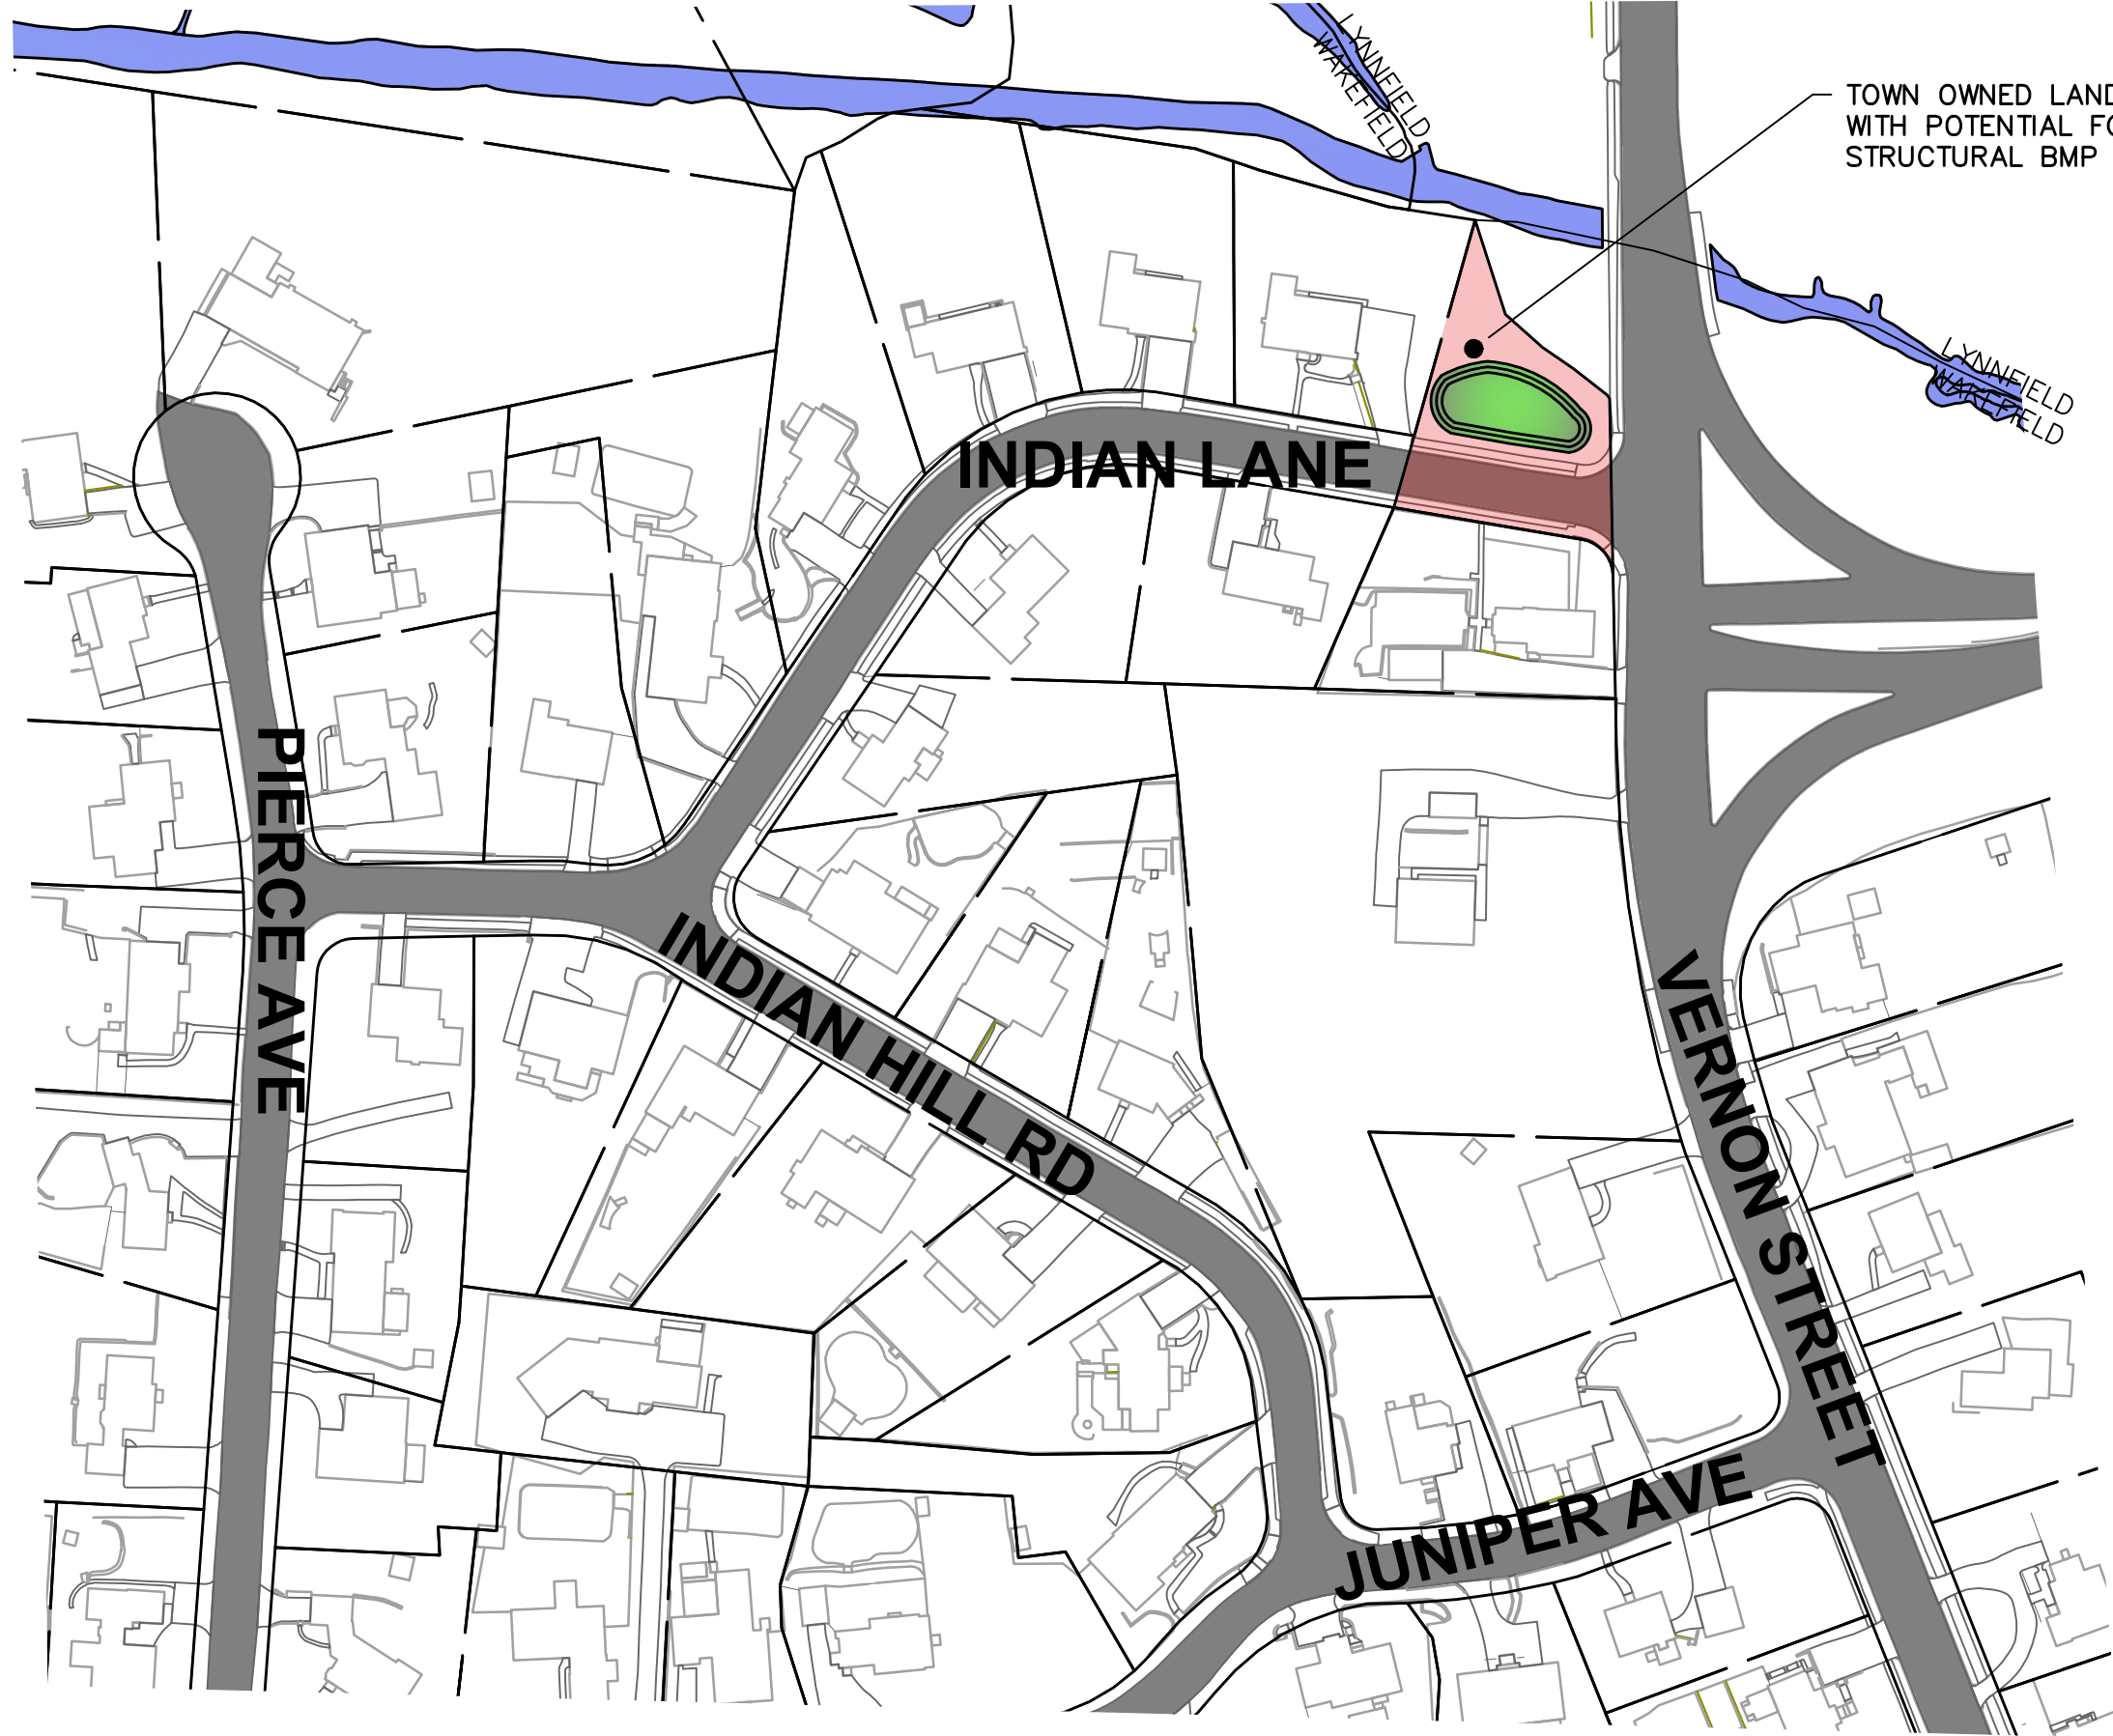 LYNNFIELD
WAKEFIELD
TOWN OWNED LAND
WITH POTENTIAL FO
STRUCTURAL BMP
LYNNFIELD
WAKEFIELD
INDIAN LANE
PIERCE AVE
INDIAN HILL RD
VERNON STREET
JUNIPER AVE